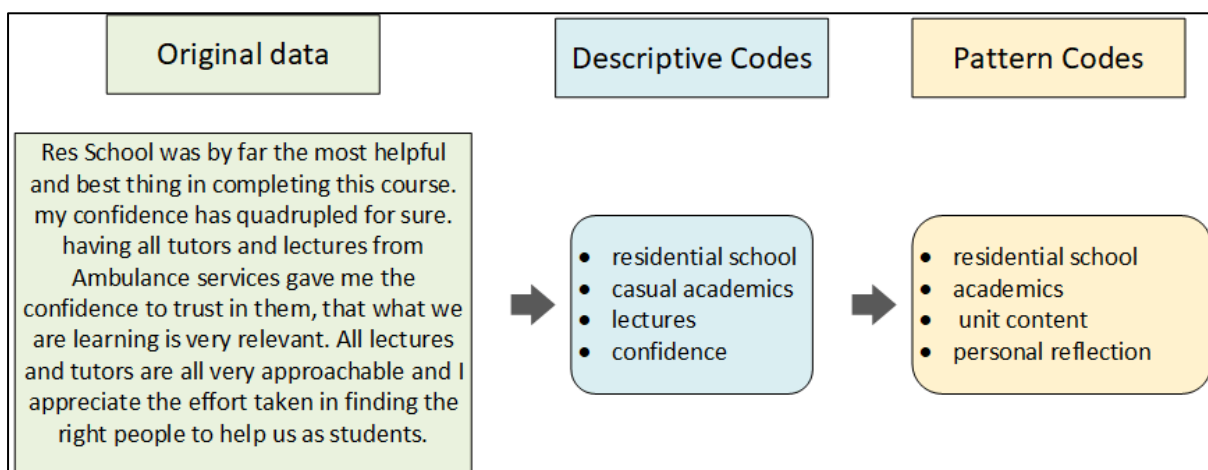 Original data
Descriptive Codes
Pattern Codes
Res School was by far the most helpful
and best thing in completing this course.
my confidence has quadrupled for sure.
having all tutors and lectures from
Ambulance services gave me the
confidence to trust in them, that what we
are learning is very relevant. All lectures
and tutors are all very approachable and I
appreciate the effort taken in finding the
right people to help us as students.
• residential school
• casual academics
• lectures
• confidence
• residential school
• academics
• unit content
• personal reflection